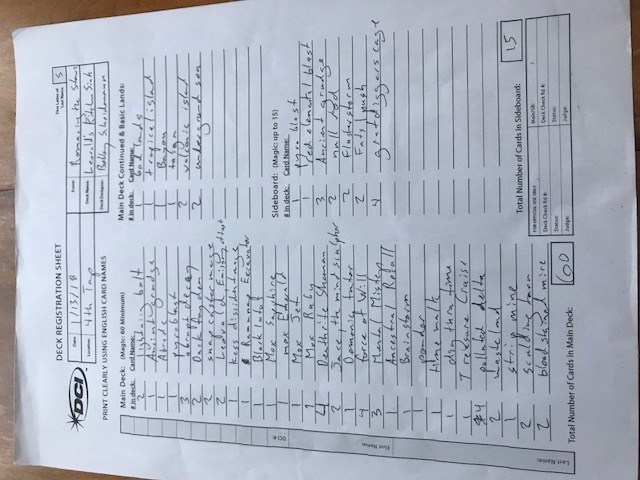 DECK REGISTRATION SHEET
First Letter of Last Name: S
DCI
Date: 1/13/18
Event: Romancing the Stones
Location: 4th Tap
Deck Name: Leovold's Kitchen Sink
Deck Designer: Bobby Scheidemann
PRINT CLEARLY USING ENGLISH CARD NAMES
Main Deck: (Magic: 60 Minimum)
# in deck: Card Name:
2 lightning bolt
1 Ancient grudge
1 Abrade
1 pyroblast
3 abrupt decay
2 Dack fayden
2 snap caster mage
2 Leovold Emissary of trest
1 Kess dissident mage
1 Ramunap Excavator
1 Black lotus
1 Mox Sapphire
1 mox Emerald
1 Mox Jet
1 Mox Ruby
4 Deathrite Shaman
2 Jace, the mind sculptor
1 Demonic tutor
4 force of Will
3 Mental Mistep
1 Ancestral Recall
1 Brainstorm
1 ponder
1 time walk
1 dig thru time
1 Treasure Cruise
4 polluted delta
2 wasteland
1 strip mine
2 scalding tarn
2 blood stained mire
Total Number of Cards in Main Deck: 60
Main Deck Continued & Basic Lands:
# in deck: Card Name:
1 badlands
1 tropical island
1 Bayou
1 taiga
2 volcanic island
2 underground sea
Sideboard: (Magic: up to 15)
# in deck: Card Name:
1 pyro blast
1 red elemental blast
3 Ancient grudge
2 null rod
2 Flusterstorm
2 Fatal push
4 grafdiggers cage
Total Number of Cards in Sideboard: 15
FOR OFFICIAL USE ONLY
Main/SB: /
Deck Check Rd #:
Deck Check Rd #:
Status:
Status:
Judge:
Judge:
DCI #:
First Name:
Last Name: